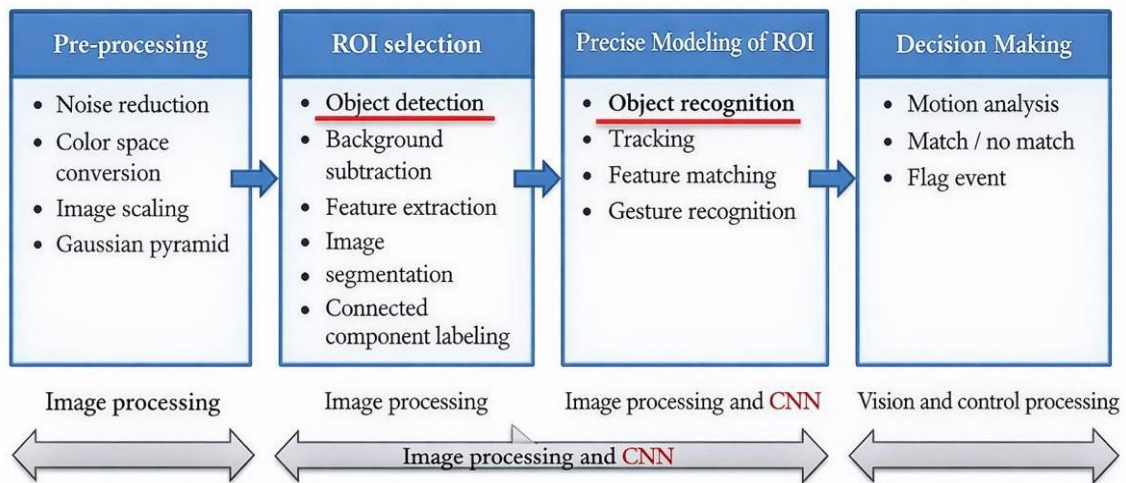 Pre-processing
Noise reduction
Color space
conversion
Image scaling
Gaussian pyramid
ROI selection
Object detection
Background
subtraction
Feature extraction
Image
segmentation
Connected
component labeling
Precise Modeling of ROI
Object recognition
Tracking
Feature matching
Gesture recognition
Decision Making
Motion analysis
Match / no match
Flag event
Image processing
Image processing
Image processing and CNN
Vision and control processing
Image processing and CNN